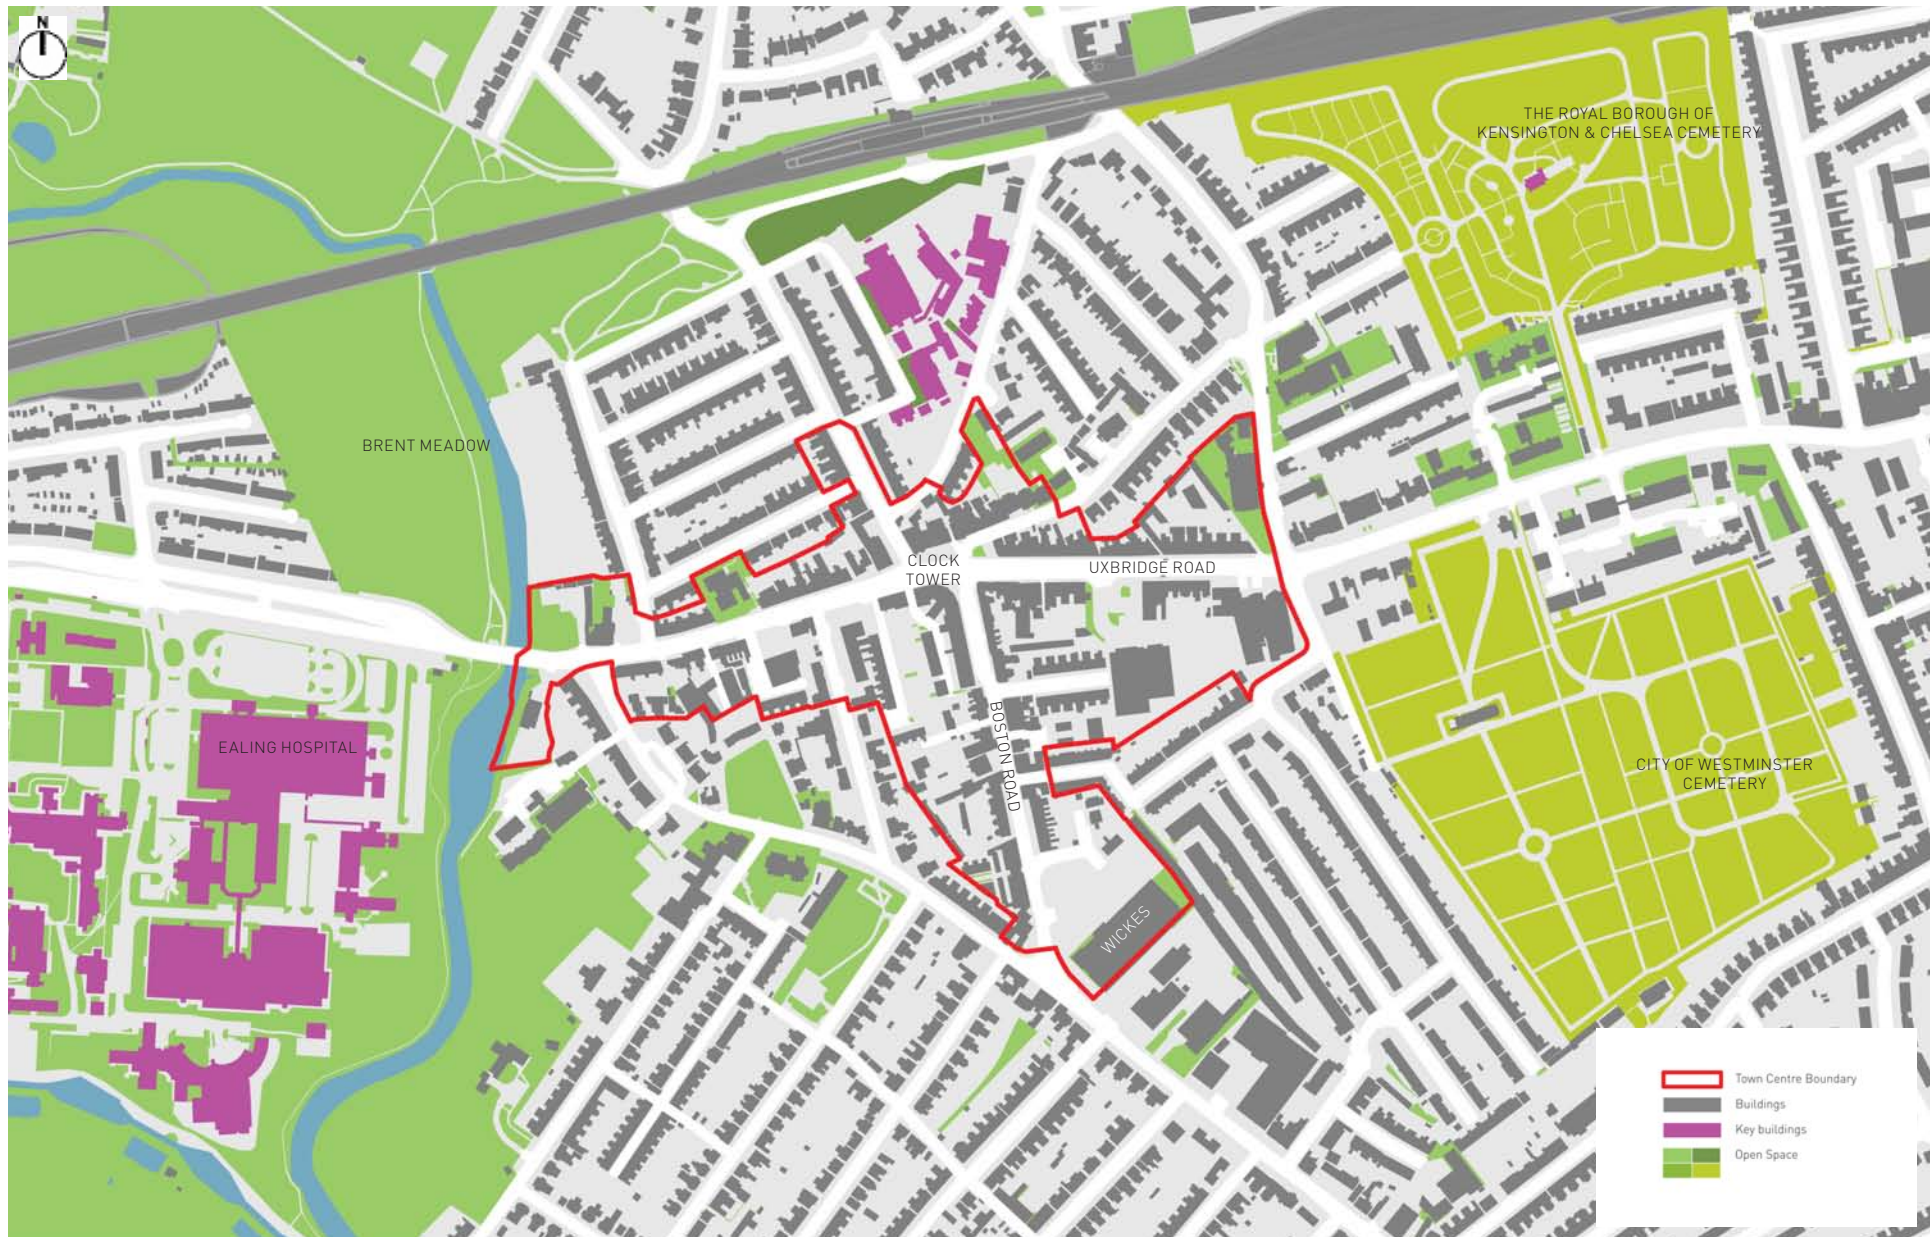 N
THE ROYAL BOROUGH OF
KENSINGTON & CHELSEA CEMETERY
BRENT MEADOW
CLOCK
TOWER
UXBRIDGE ROAD
EALING HOSPITAL
BOSTON ROAD
CITY OF WESTMINSTER
CEMETERY
WICKES
Town Centre Boundary
Buildings
Key buildings
Open Space